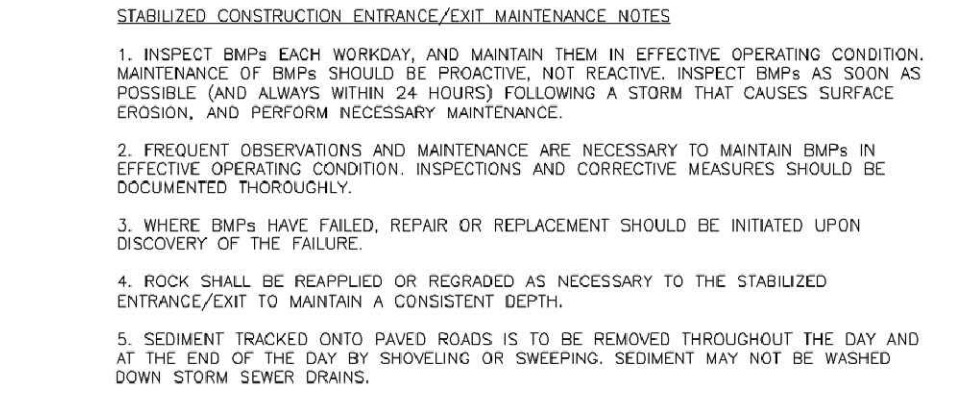 STABILIZED CONSTRUCTION ENTRANCE/EXIT MAINTENANCE NOTES
1. INSPECT BMPs EACH WORKDAY, AND MAINTAIN THEM IN EFFECTIVE OPERATING CONDITION.
MAINTENANCE OF BMPs SHOULD BE PROACTIVE, NOT REACTIVE. INSPECT BMPs AS SOON AS
POSSIBLE (AND ALWAYS WITHIN 24 HOURS) FOLLOWING A STORM THAT CAUSES SURFACE
EROSION, AND PERFORM NECESSARY MAINTENANCE.
2. FREQUENT OBSERVATIONS AND MAINTENANCE ARE NECESSARY TO MAINTAIN BMPs IN
EFFECTIVE OPERATING CONDITION. INSPECTIONS AND CORRECTIVE MEASURES SHOULD BE
DOCUMENTED THOROUGHLY.
3. WHERE BMPs HAVE FAILED, REPAIR OR REPLACEMENT SHOULD BE INITIATED UPON
DISCOVERY OF THE FAILURE.
4. ROCK SHALL BE REAPPLIED OR REGRADED AS NECESSARY TO THE STABILIZED
ENTRANCE/EXIT TO MAINTAIN A CONSISTENT DEPTH.
5. SEDIMENT TRACKED ONTO PAVED ROADS IS TO BE REMOVED THROUGHOUT THE DAY AND
AT THE END OF THE DAY BY SHOVELING OR SWEEPING. SEDIMENT MAY NOT BE WASHED
DOWN STORM SEWER DRAINS.